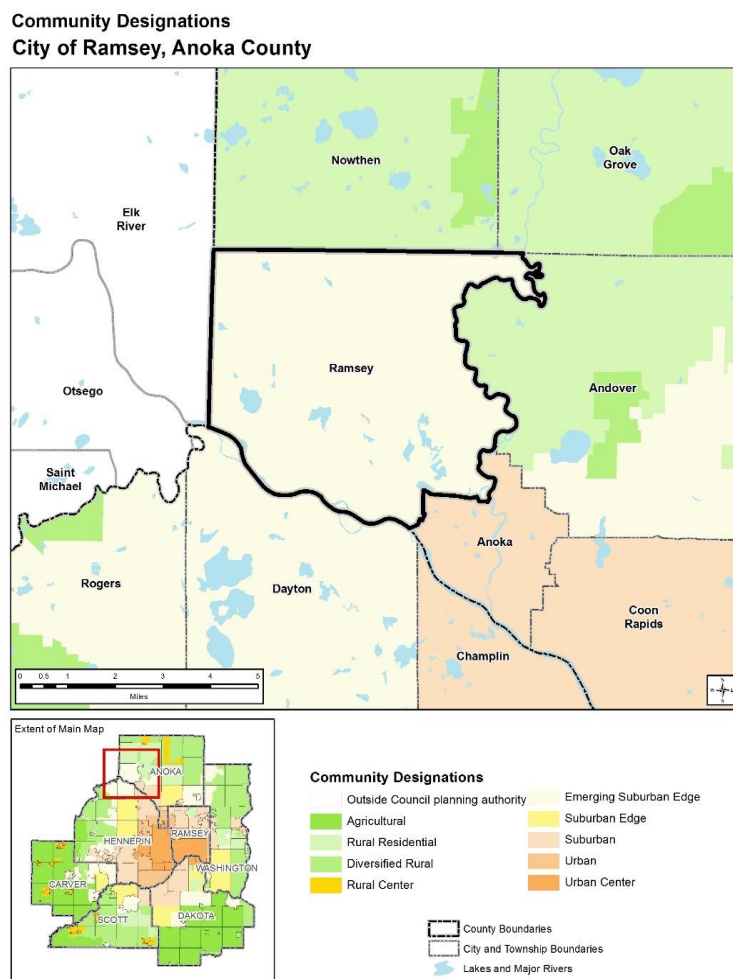 Community Designations
City of Ramsey, Anoka County
Nowthen
Oak
Grove
Elk
River
Ramsey
Andover
Otsego
Saint
Michael
Anoka
Rogers
Dayton
Coon
Rapids
Champlin
0 0.5 1 2 3 4 5
Miles
N
W E
S
Extent of Main Map
ANOKA
HENNEPIN
RAMSEY
WASHINGTON
CARVER
SCOTT
DAKOTA
Community Designations
Outside Council planning authority
Agricultural
Rural Residential
Diversified Rural
Rural Center
Emerging Suburban Edge
Suburban Edge
Suburban
Urban
Urban Center
County Boundaries
City and Township Boundaries
Lakes and Major Rivers